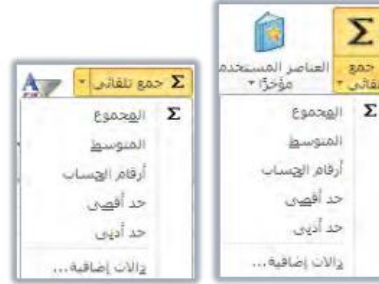 العناصر المستخدمة
مؤخرًا
جمع
تلقائي
Σ المجموع
المتوسط
أرقام الحساب
حد أقصى
حد أدنى
دالات إضافية...
Σ جمع تلقائي
Σ المجموع
المتوسط
أرقام الحساب
حد أقصى
حد أدنى
دالات إضافية...